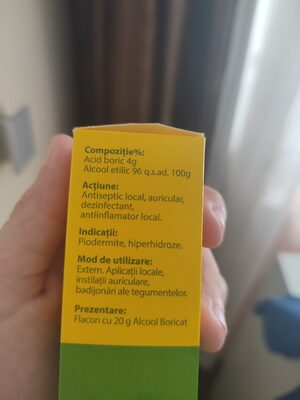 Compoziție%:
Acid boric 4g
Alcool etilic 96 q.s.ad. 100g
Acțiune:
Antiseptic local, auricular,
dezinfectant,
antiinflamator local.
Indicații:
Piodermite, hiperhidroze.
Mod de utilizare:
Extern. Aplicații locale,
instilații auriculare,
badijonări ale tegumentelor.
Prezentare:
Flacon cu 20 g Alcool Boricat